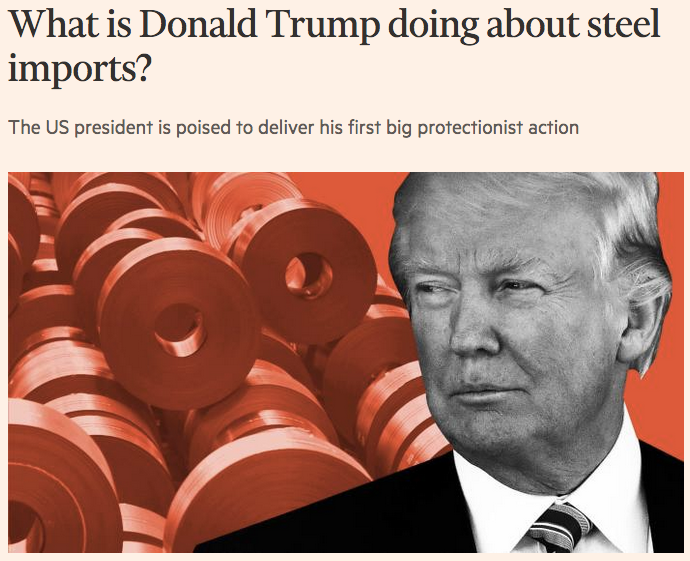 What is Donald Trump doing about steel
imports?
The US president is poised to deliver his first big protectionist action